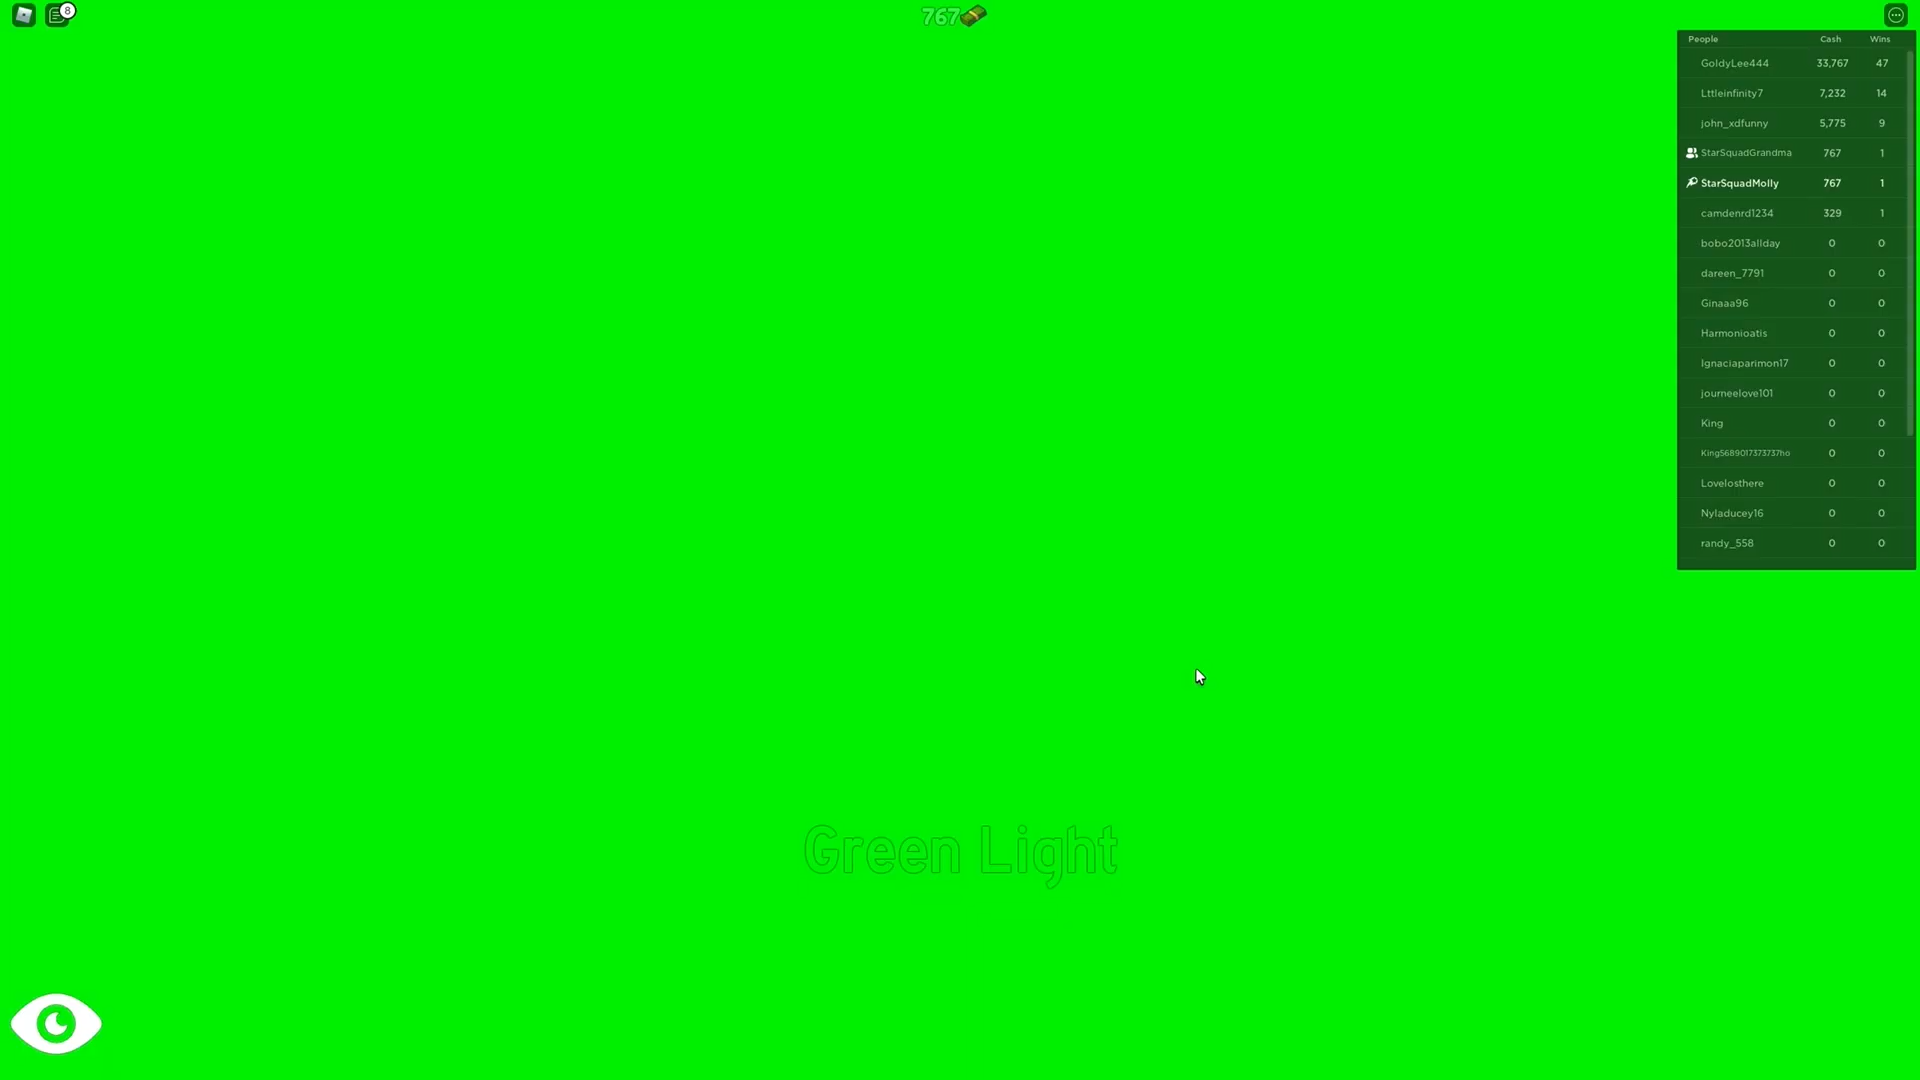 8
767
People Cash Wins
GoldyLee444 33,767 47
Lttleinfinity7 7,232 14
john_xdfunny 5,775 9
StarSquadGrandma 767 1
StarSquadMolly 767 1
camdenrd1234 329 1
bobo2013allday 0 0
dareen_7791 0 0
Ginaaa96 0 0
Harmonioatis 0 0
Ignaciaparimon17 0 0
journeelove101 0 0
King 0 0
King5689017373737ho 0 0
Lovelosthere 0 0
Nyladucey16 0 0
randy_558 0 0
Green Light